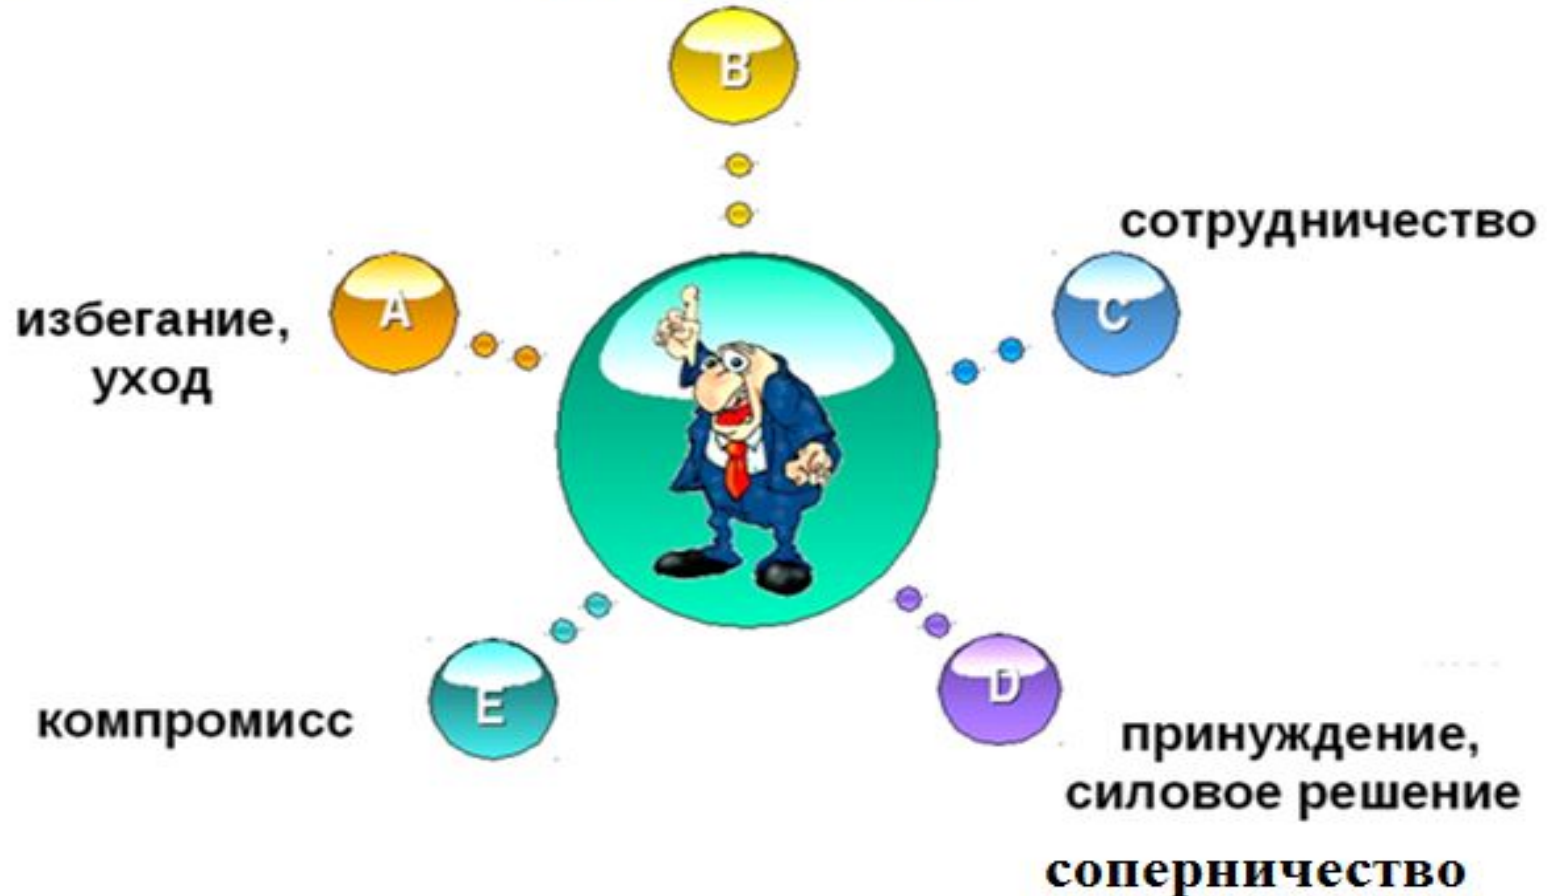 B
сотрудничество
A
C
избегание,
уход
E
D
компромисс
принуждение,
силовое решение
соперничество